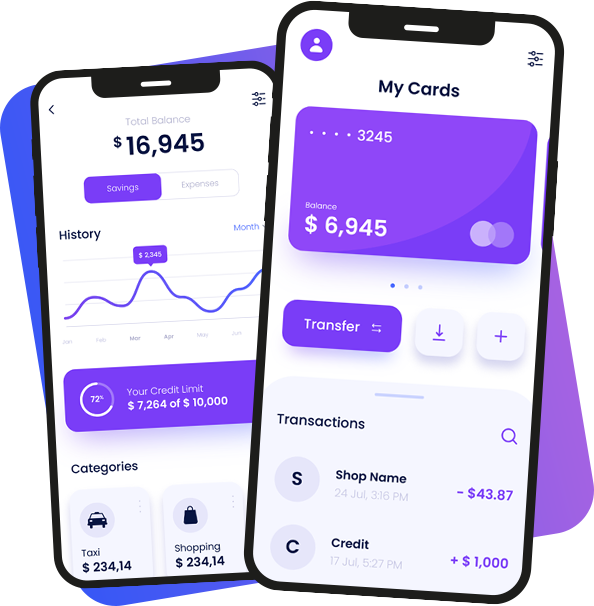 Total Balance
$ 16,945
Savings
Expenses
History
Month
$ 2,345
Jan
Feb
Mar
Apr
May
Jun
72%
Your Credit Limit
$ 7,264 of $ 10,000
Categories
Taxi
$ 234,14
Shopping
$ 234,14
My Cards
3245
Balance
$ 6,945
Transfer
Transactions
S
Shop Name
24 Jul, 3:16 PM
- $43.87
C
Credit
17 Jul, 5:27 PM
+ $ 1,000